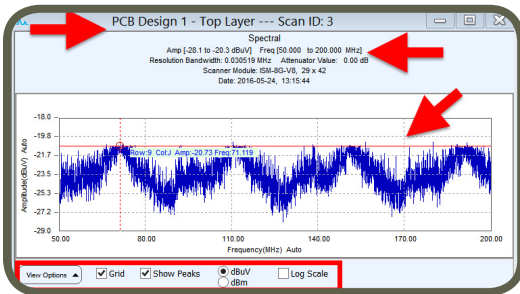 PCB Design 1 - Top Layer --- Scan ID: 3
Spectral
Amp [-28.1 to -20.3 dBuV] Freq [50.000 to 200.000 MHz]
Resolution Bandwidth: 0.030519 MHz Attenuator Value: 0.00 dB
Scanner Module: ISM-8G-V8, 29 x 42
Date: 2016-05-24, 13:15:44
-18.0
-19.8
Row:9 Col:J Amp:-20.73 Freq:71.119
-21.7
-23.5
-25.3
-27.2
-29.0
Amplitude(dBUV) Auto
50.00 80.00 110.00 140.00 170.00 200.00
Frequency(MHz) Auto
View Options Grid Show Peaks dBuV Log Scale
dBm